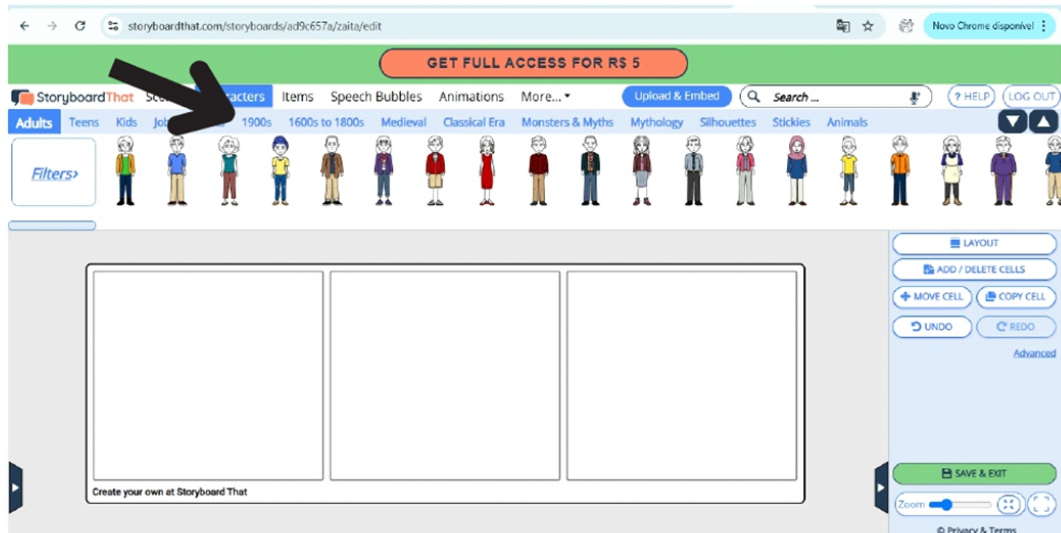 storyboardthat.com/storyboards/ad9c657a/zaita/edit
Novo Chrome disponível
GET FULL ACCESS FOR R$ 5
StoryboardThat
Items Speech Bubbles Animations More...
Upload & Embed
Search ...
? HELP
LOG OUT
Adults Teens Kids 1900s 1600s to 1800s Medieval Classical Era Monsters & Myths Mythology Silhouettes Stickies Animals
Filters›
LAYOUT
ADD / DELETE CELLS
MOVE CELL COPY CELL
UNDO REDO
Advanced
Create your own at Storyboard That
SAVE & EXIT
Zoom
© Privacy & Terms